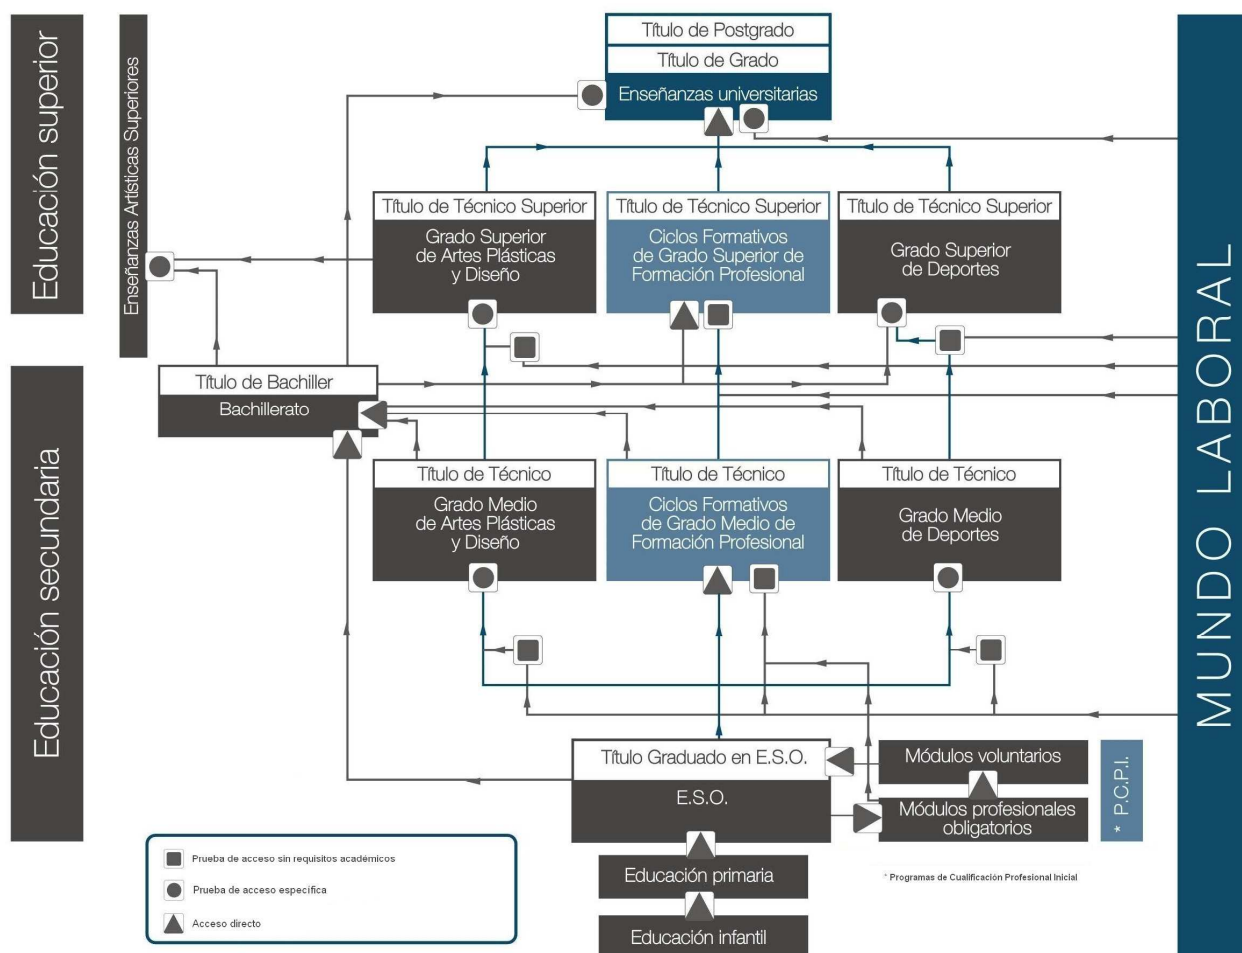 Educación superior
Enseñanzas Artísticas Superiores
Título de Postgrado
Título de Grado
Enseñanzas universitarias
Título de Técnico Superior
Grado Superior
de Artes Plásticas
y Diseño
Título de Técnico Superior
Ciclos Formativos
de Grado Superior de
Formación Profesional
Título de Técnico Superior
Grado Superior
de Deportes
MUNDO LABORAL
Educación secundaria
Título de Bachiller
Bachillerato
Título de Técnico
Grado Medio
de Artes Plásticas
y Diseño
Título de Técnico
Ciclos Formativos
de Grado Medio de
Formación Profesional
Título de Técnico
Grado Medio
de Deportes
Título Graduado en E.S.O.
E.S.O.
Módulos voluntarios
Módulos profesionales
obligatorios
* P.C.P.I.
Educación primaria
Educación infantil
* Programas de Cualificación Profesional Inicial
Prueba de acceso sin requisitos académicos
Prueba de acceso específica
Acceso directo